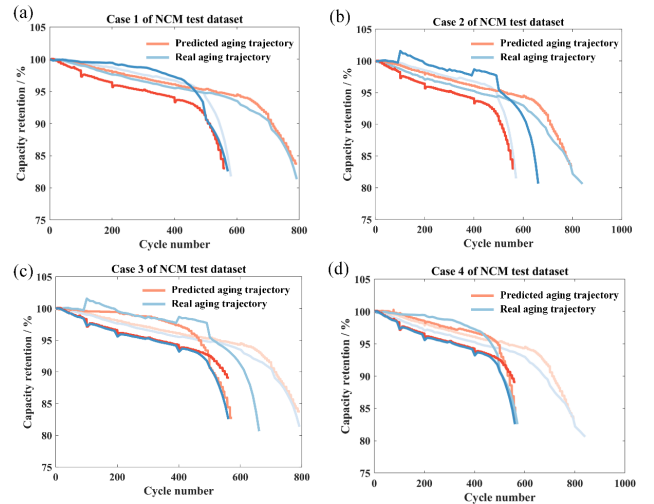 (a)
Case 1 of NCM test dataset
Predicted aging trajectory
Real aging trajectory
Capacity retention / %
105
100
95
90
85
80
75
0 200 400 600 800
Cycle number
(b)
Case 2 of NCM test dataset
Predicted aging trajectory
Real aging trajectory
Capacity retention / %
105
100
95
90
85
80
75
0 200 400 600 800 1000
Cycle number
(c)
Case 3 of NCM test dataset
Predicted aging trajectory
Real aging trajectory
Capacity retention / %
105
100
95
90
85
80
75
0 200 400 600 800
Cycle number
(d)
Case 4 of NCM test dataset
Predicted aging trajectory
Real aging trajectory
Capacity retention / %
105
100
95
90
85
80
75
0 200 400 600 800 1000
Cycle number